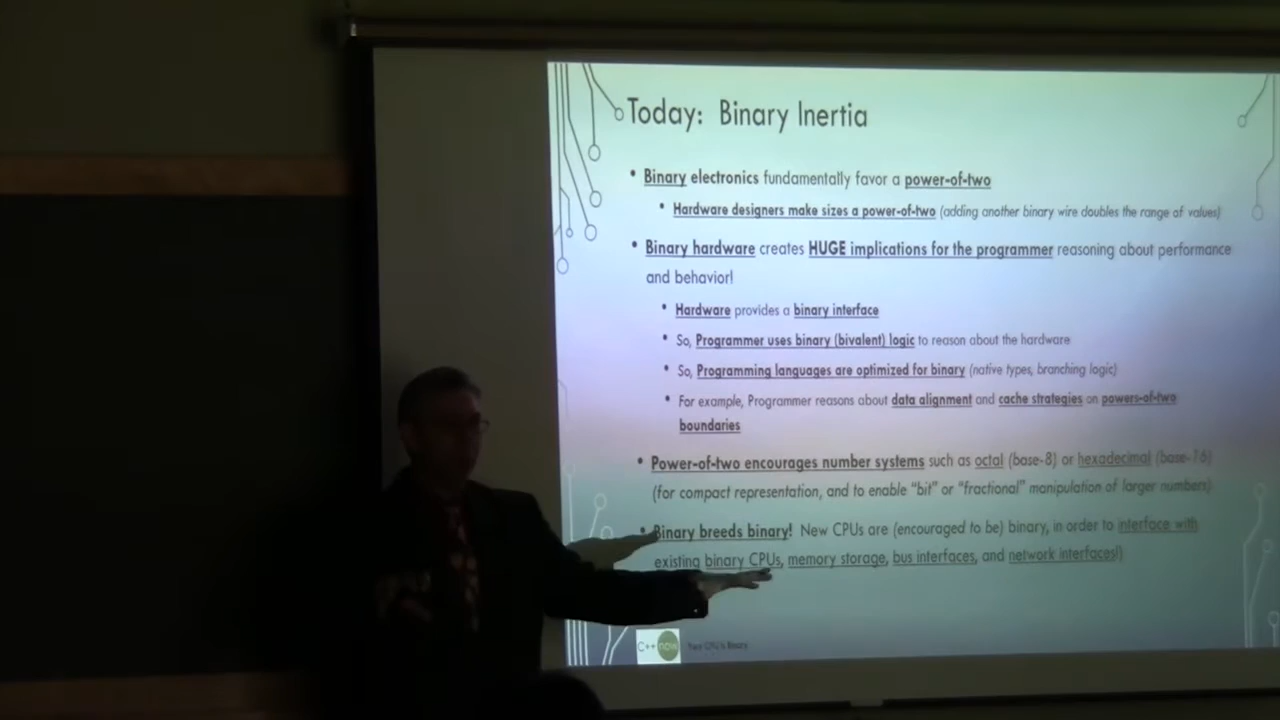 Today: Binary Inertia
• Binary electronics fundamentally favor a power-of-two
• Hardware designers make sizes a power-of-two (adding another binary wire doubles the range of values)
• Binary hardware creates HUGE implications for the programmer reasoning about performance
and behavior!
• Hardware provides a binary interface
• So, Programmer uses binary (bivalent) logic to reason about the hardware
• So, Programming languages are optimized for binary (native types, branching logic)
• For example, Programmer reasons about data alignment and cache strategies on powers-of-two
boundaries
• Power-of-two encourages number systems such as octal (base-8) or hexadecimal (base-16)
(for compact representation, and to enable “bit” or “fractional” manipulation of larger numbers)
• Binary breeds binary! New CPUs are (encouraged to be) binary, in order to interface with
existing binary CPUs, memory storage, bus interfaces, and network interfaces!)
C++ now Your CPU Is Binary